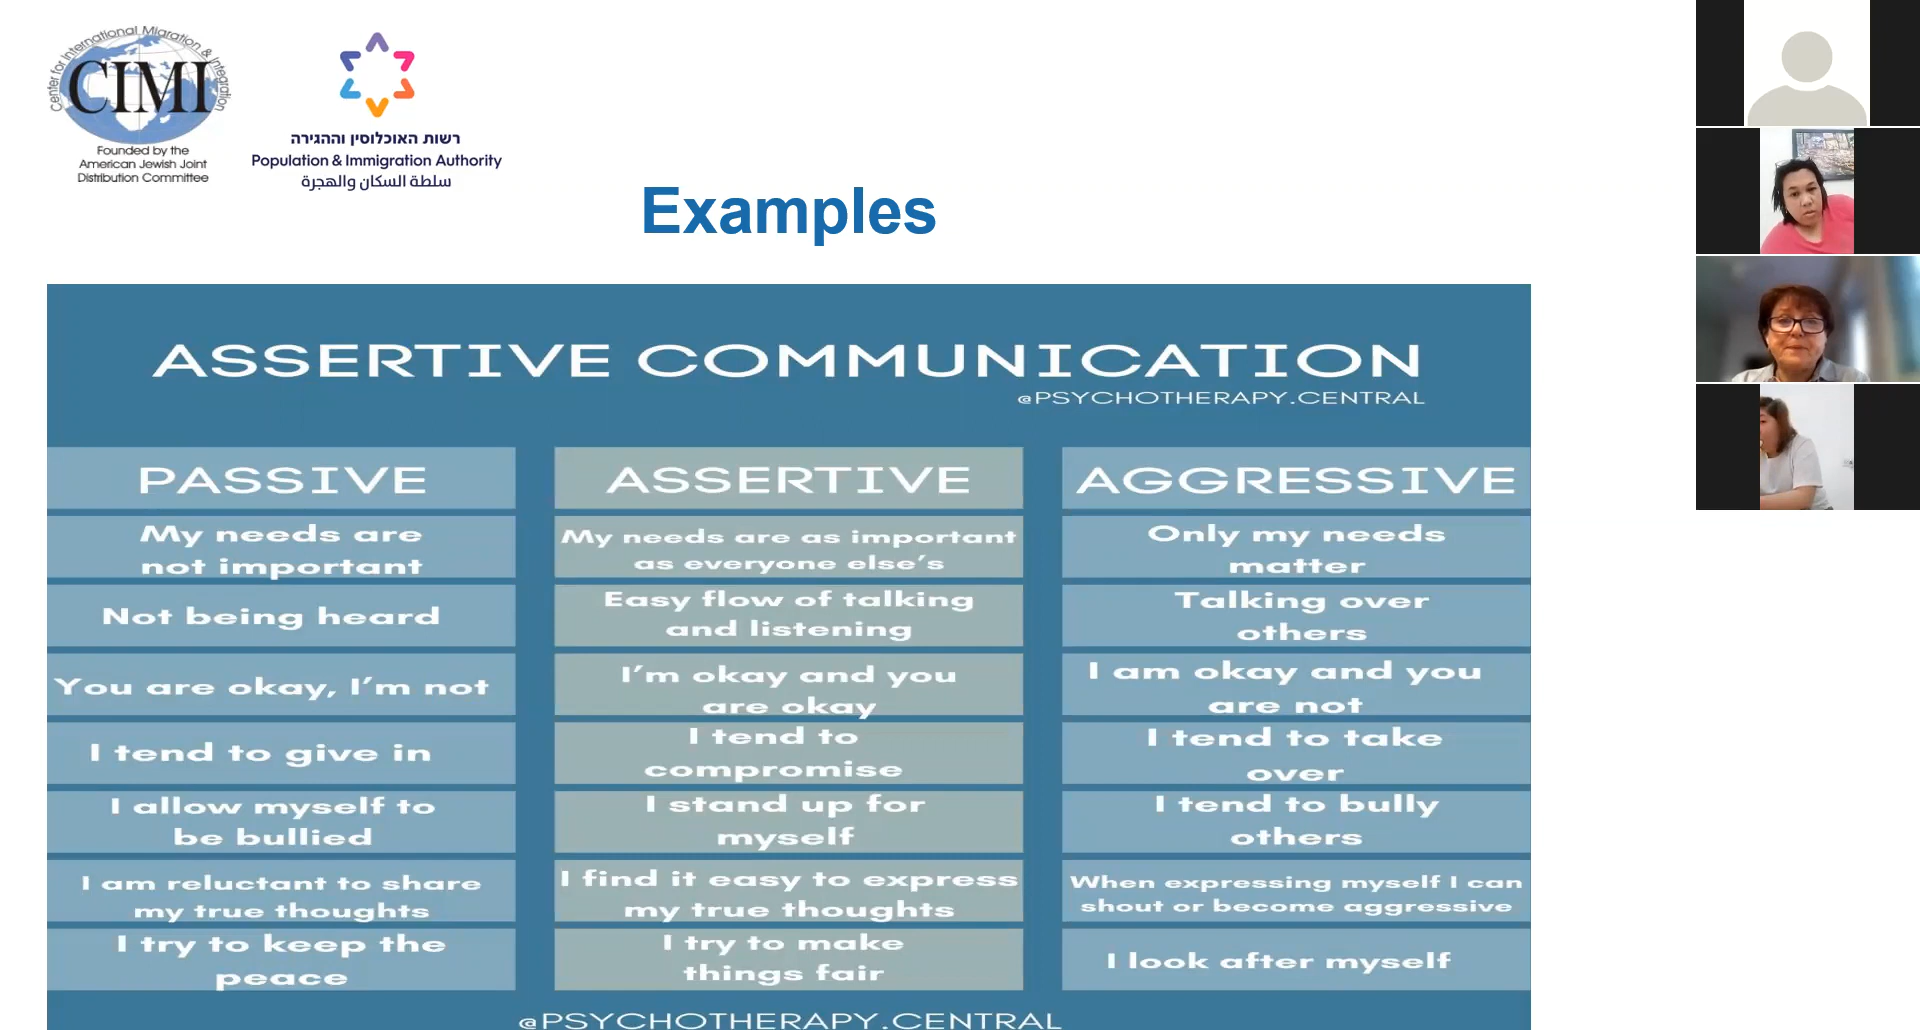 Center for International Migration & Integration
CIMI
Founded by the
American Jewish Joint
Distribution Committee
רשות האוכלוסין וההגירה
Population & Immigration Authority
سلطة السكان والهجرة
Examples
ASSERTIVE COMMUNICATION
@PSYCHOTHERAPY.CENTRAL
PASSIVE
My needs are
not important
Not being heard
You are okay, I'm not
I tend to give in
I allow myself to
be bullied
I am reluctant to share
my true thoughts
I try to keep the
peace
ASSERTIVE
My needs are as important
as everyone else's
Easy flow of talking
and listening
I'm okay and you
are okay
I tend to
compromise
I stand up for
myself
I find it easy to express
my true thoughts
I try to make
things fair
AGGRESSIVE
Only my needs
matter
Talking over
others
I am okay and you
are not
I tend to take
over
I tend to bully
others
When expressing myself I can
shout or become aggressive
I look after myself
@PSYCHOTHERAPY.CENTRAL